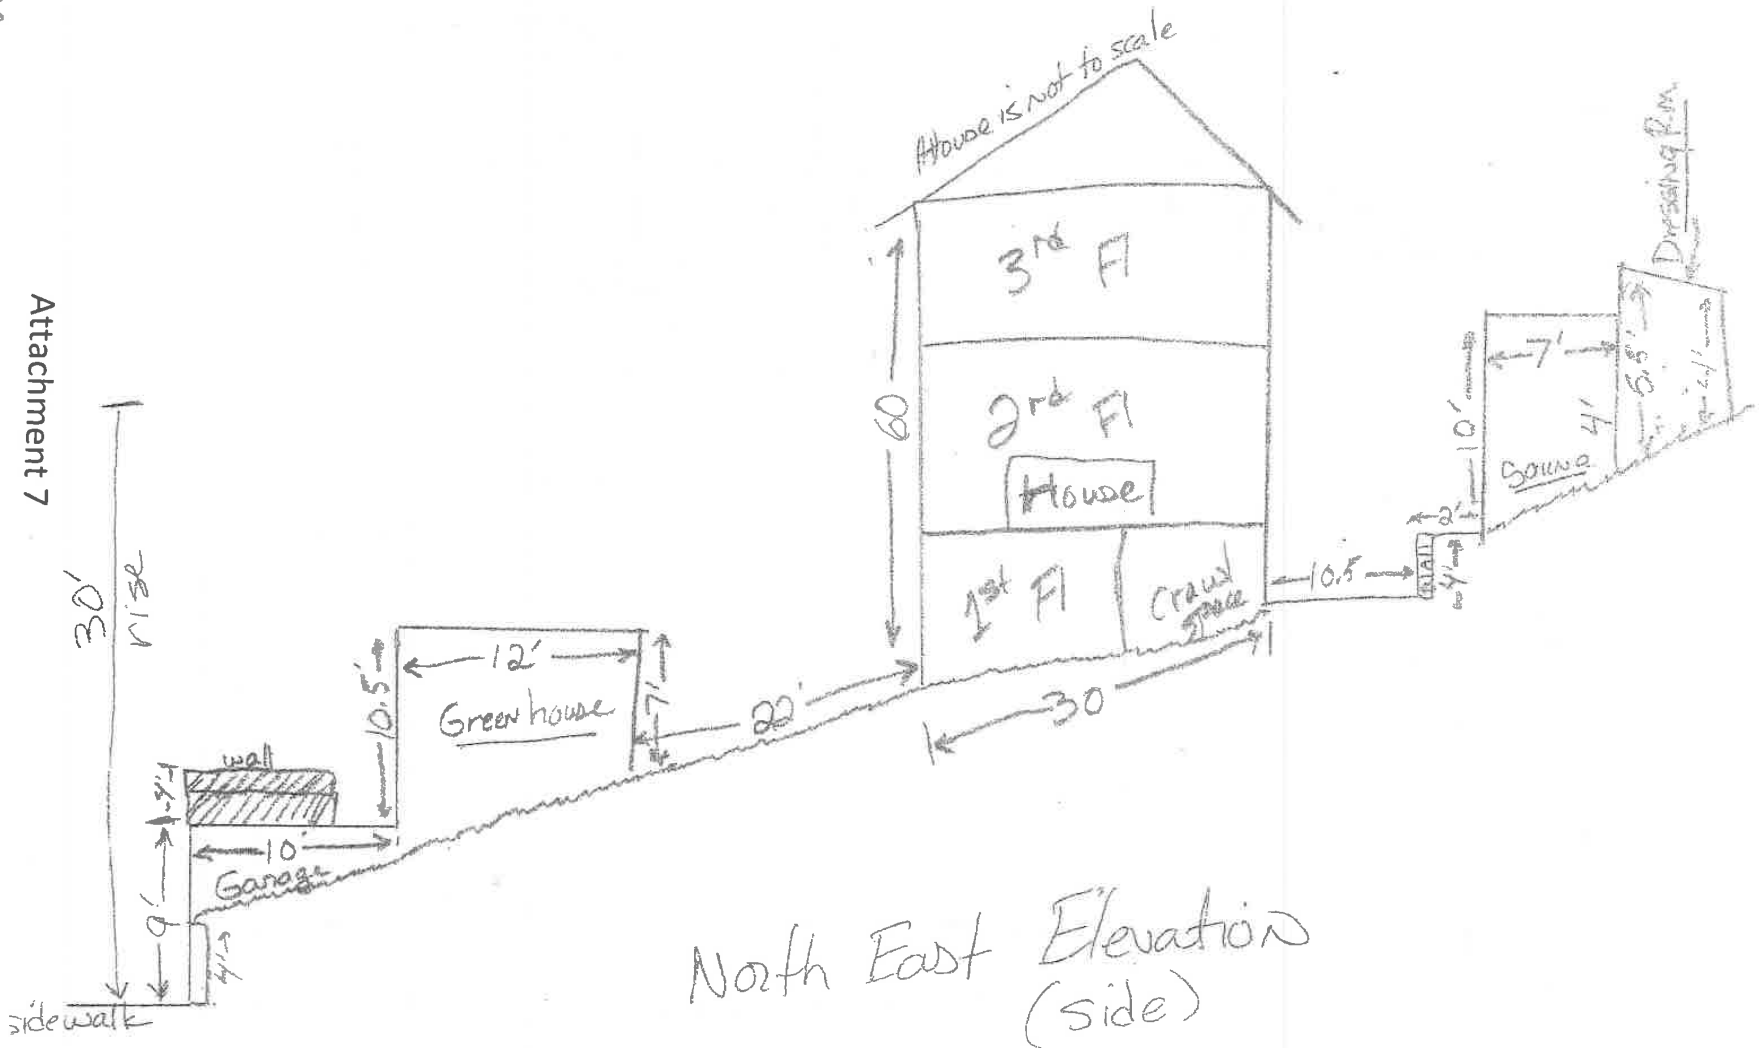 Attachment 7
House is not to scale
Dressing Rm.
3rd Fl
60
2rd Fl
House
1st Fl
Crawl
space
10.5
30
22'
7'
5.5'
10'
4'
Sauna
2'
WALL
4'
30'
rise
12'
10.5'
7'
Greenhouse
wall
10'
Garage
9'
4'
sidewalk
North East Elevation
(side)